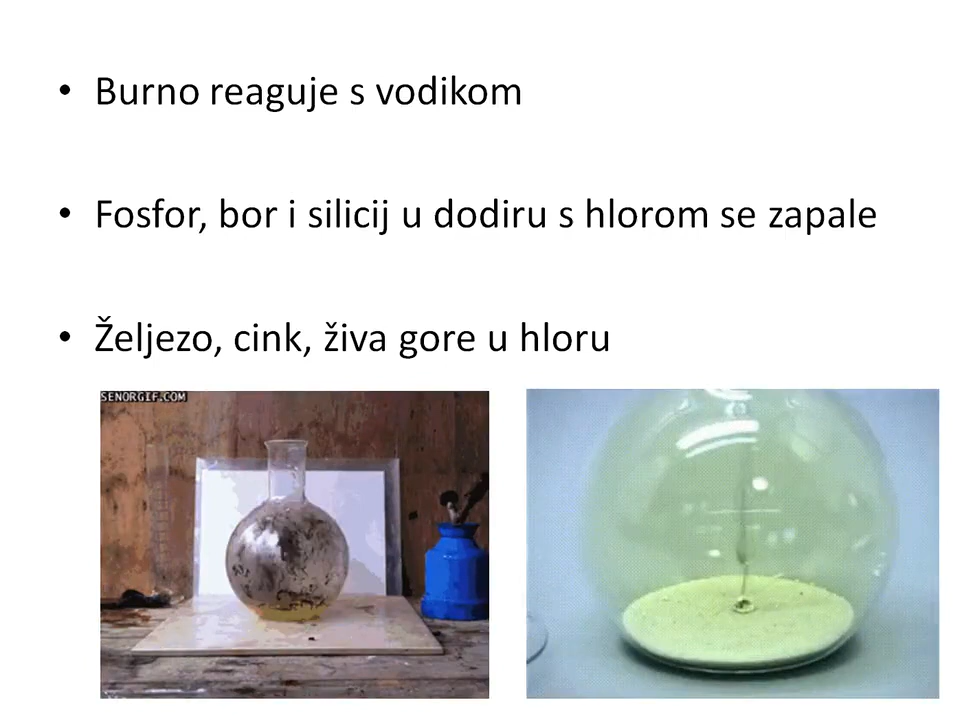 • Burno reaguje s vodikom
• Fosfor, bor i silicij u dodiru s hlorom se zapale
• Željezo, cink, živa gore u hloru
SENORGIF.COM